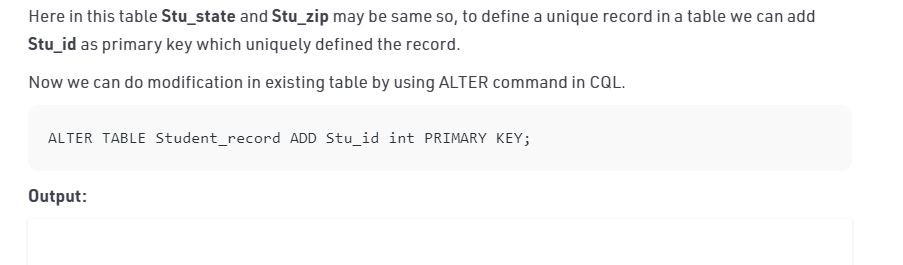 Here in this table Stu_state and Stu_zip may be same so, to define a unique record in a table we can add
Stu_id as primary key which uniquely defined the record.
Now we can do modification in existing table by using ALTER command in CQL.
ALTER TABLE Student_record ADD Stu_id int PRIMARY KEY;
Output: